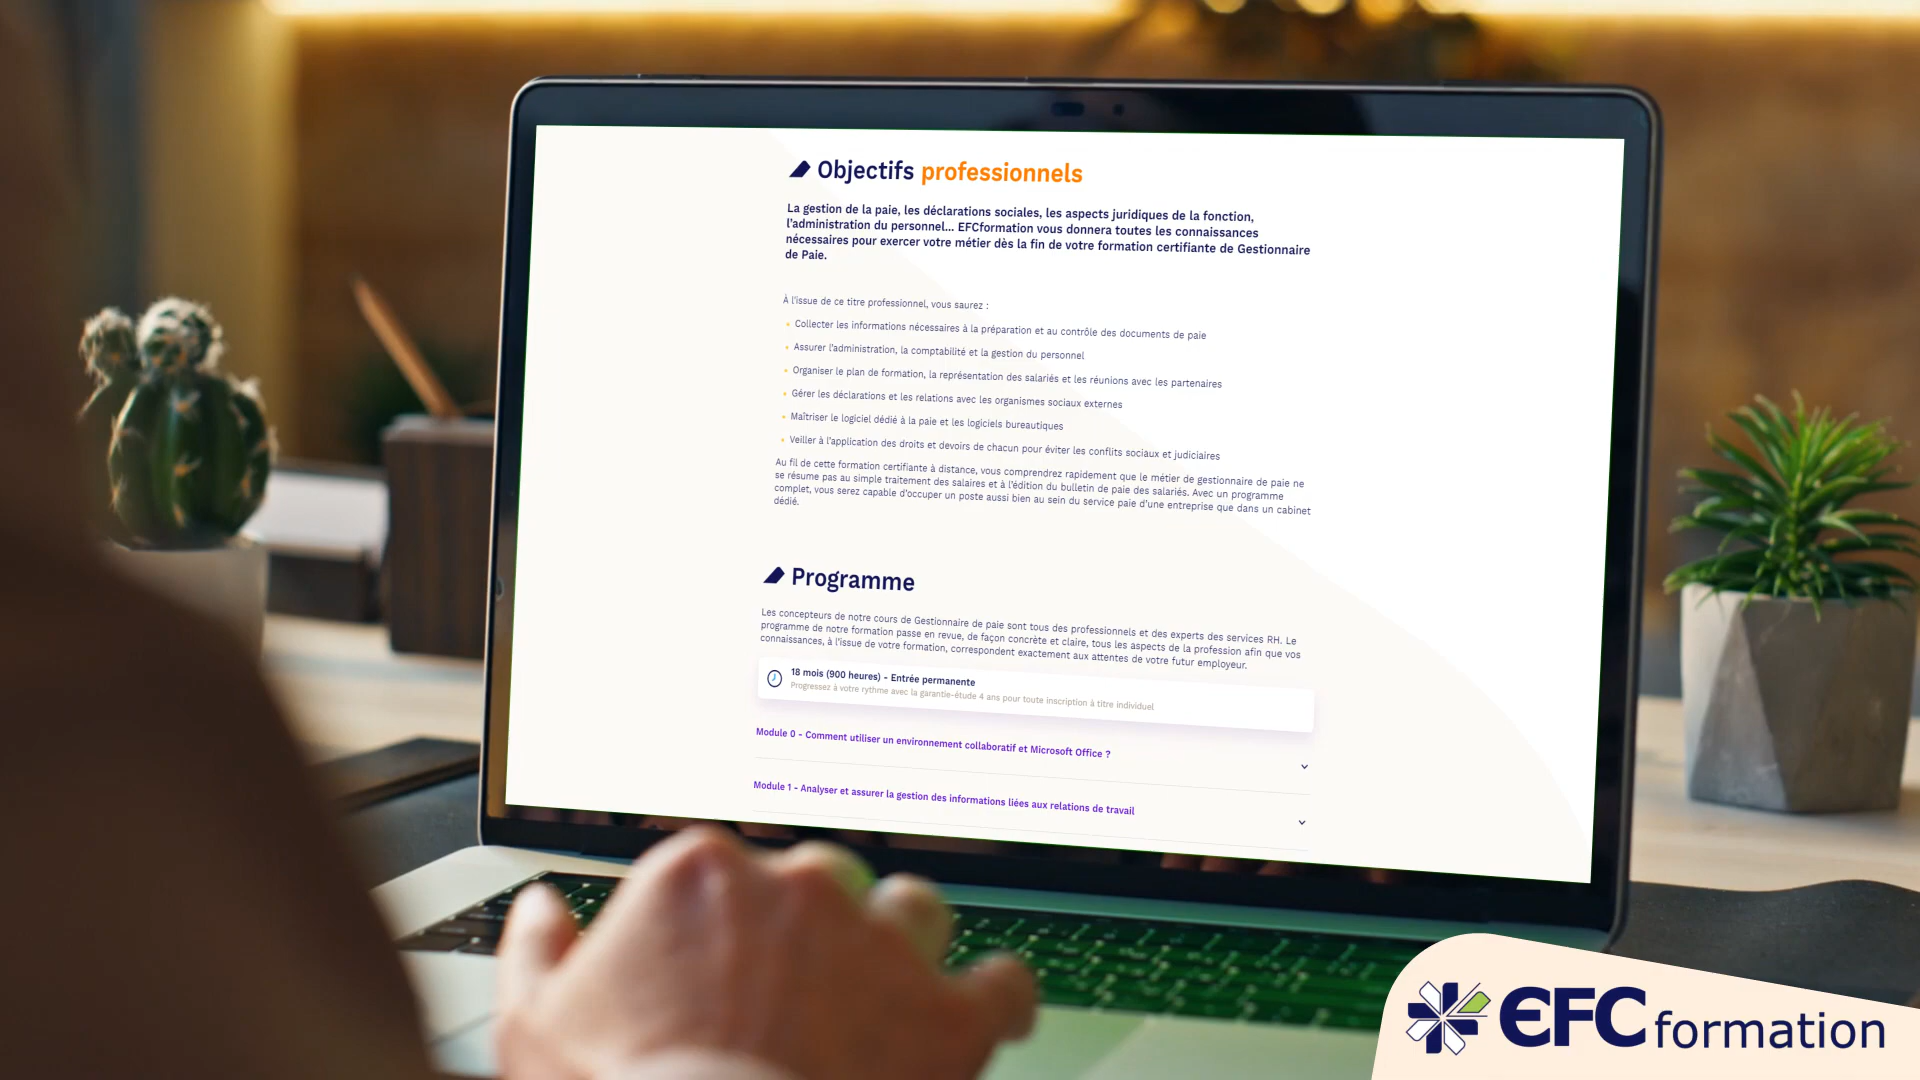 Objectifs professionnels
La gestion de la paie, les déclarations sociales, les aspects juridiques de la fonction,
l'administration du personnel... EFCformation vous donnera toutes les connaissances
nécessaires pour exercer votre métier dès la fin de votre formation certifiante de Gestionnaire
de Paie.
À l'issue de ce titre professionnel, vous saurez :
Collecter les informations nécessaires à la préparation et au contrôle des documents de paie
Assurer l'administration, la comptabilité et la gestion du personnel
Organiser le plan de formation, la représentation des salariés et les réunions avec les partenaires
Gérer les déclarations et les relations avec les organismes sociaux externes
Maîtriser le logiciel dédié à la paie et les logiciels bureautiques
Veiller à l'application des droits et devoirs de chacun pour éviter les conflits sociaux et judiciaires
Au fil de cette formation certifiante à distance, vous comprendrez rapidement que le métier de gestionnaire de paie ne
se résume pas au simple traitement des salaires et à l'édition du bulletin de paie des salariés. Avec un programme
complet, vous serez capable d'occuper un poste aussi bien au sein du service paie d'une entreprise que dans un cabinet
dédié.
Programme
Les concepteurs de notre cours de Gestionnaire de paie sont tous des professionnels et des experts des services RH. Le
programme de notre formation passe en revue, de façon concrète et claire, tous les aspects de la profession afin que vos
connaissances, à l'issue de votre formation, correspondent exactement aux attentes de votre futur employeur.
18 mois (900 heures) - Entrée permanente
Progressez à votre rythme avec la garantie-étude 4 ans pour toute inscription à titre individuel
Module 0 - Comment utiliser un environnement collaboratif et Microsoft Office ?
Module 1 - Analyser et assurer la gestion des informations liées aux relations de travail
EFC formation